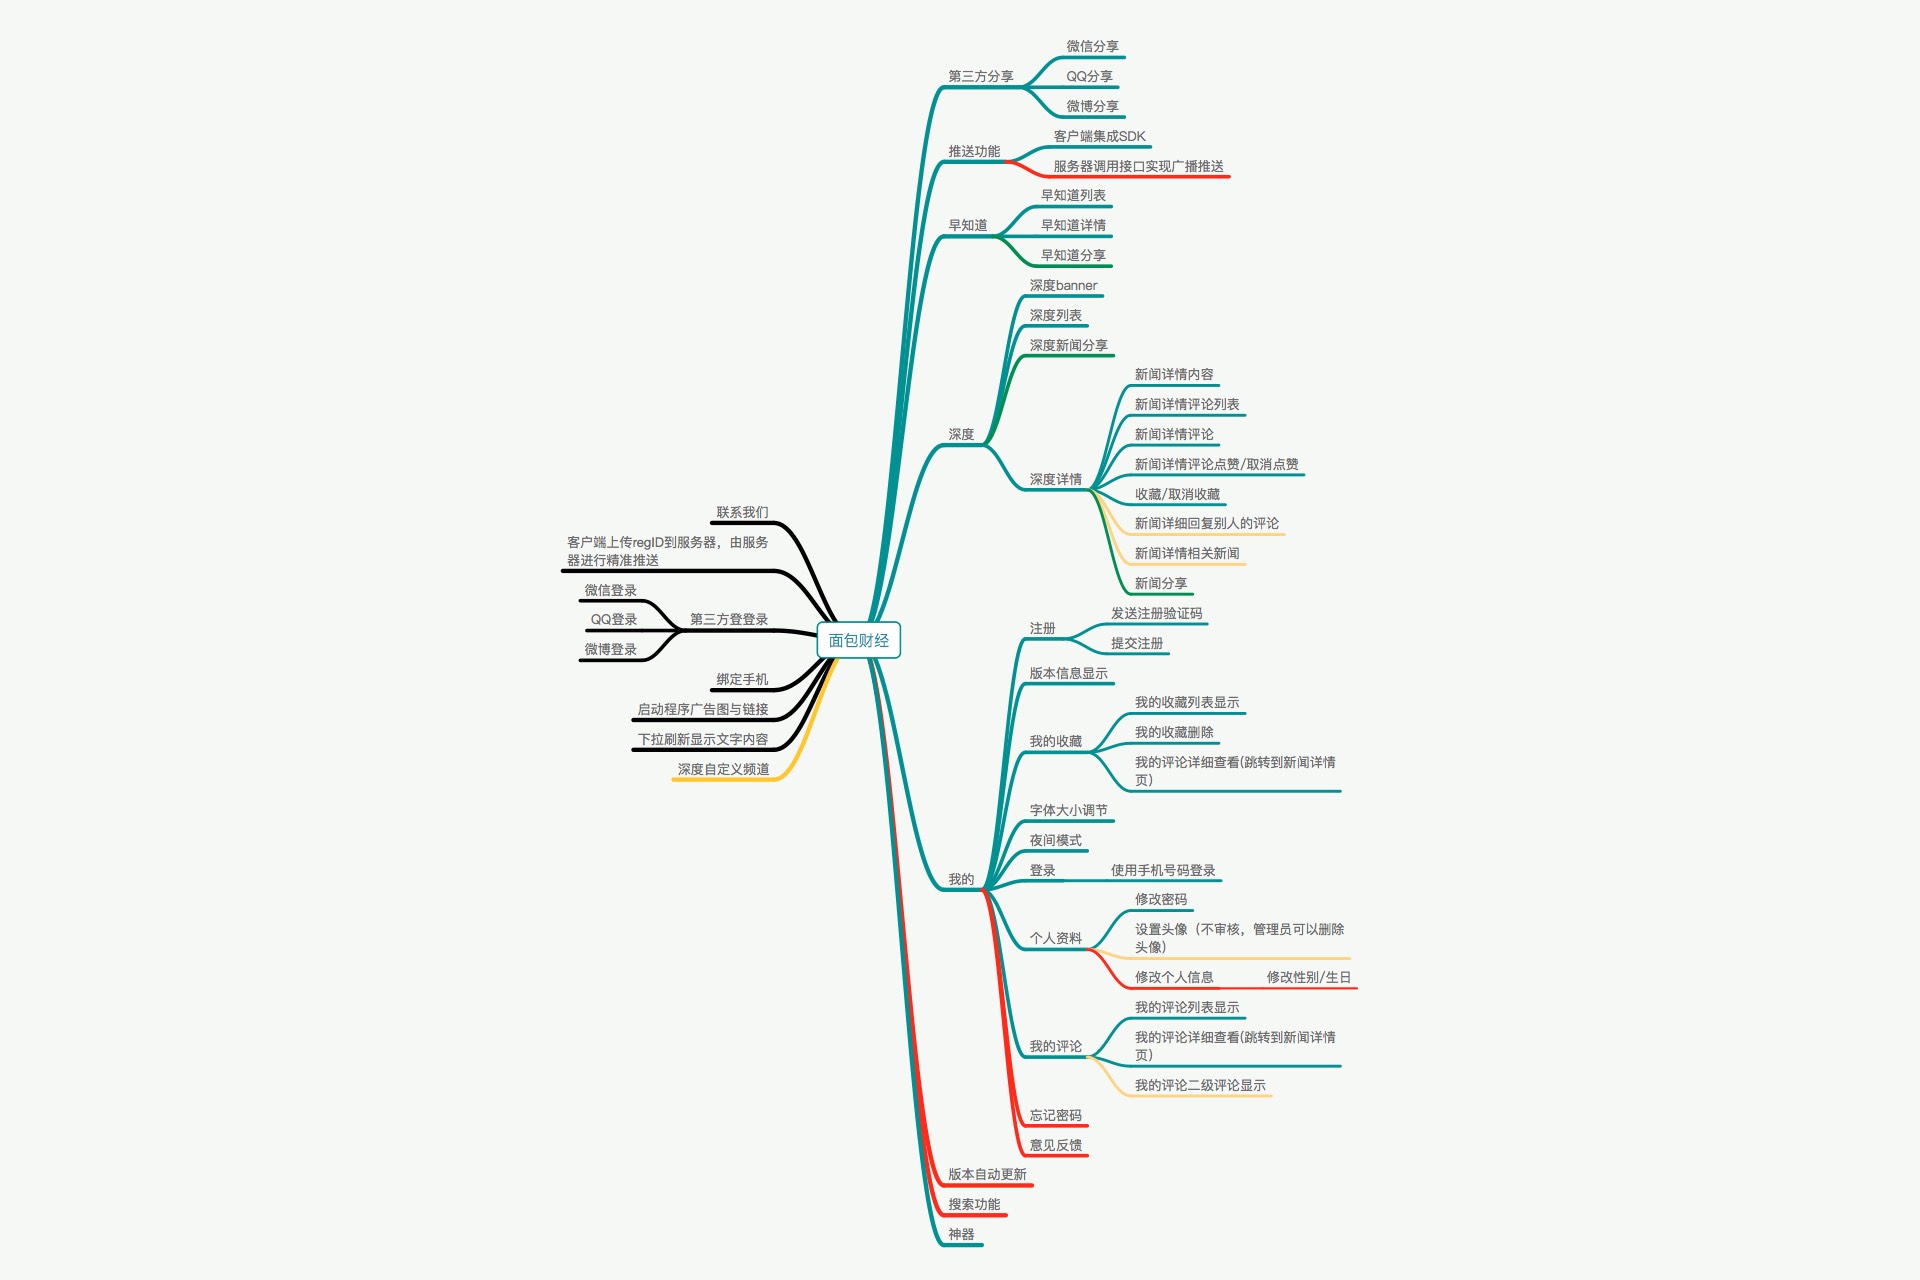 微信分享
第三方分享
QQ分享
微博分享
客户端集成SDK
推送功能
服务器调用接口实现广播推送
早知道列表
早知道
早知道详情
早知道分享
深度banner
深度列表
深度新闻分享
新闻详情内容
新闻详情评论列表
深度
新闻详情评论
新闻详情评论点赞/取消点赞
深度详情
收藏/取消收藏
新闻详细回复别人的评论
新闻详情相关新闻
新闻分享
联系我们
客户端上传regID到服务器，由服务
器进行精准推送
微信登录
第三方登登录
QQ登录
微博登录
面包财经
绑定手机
启动程序广告图与链接
下拉刷新显示文字内容
深度自定义频道
发送注册验证码
注册
提交注册
版本信息显示
我的收藏列表显示
我的收藏
我的收藏删除
我的评论详细查看(跳转到新闻详情
页)
字体大小调节
夜间模式
我的
登录
使用手机号码登录
修改密码
个人资料
设置头像（不审核，管理员可以删除
头像)
修改个人信息
修改性别/生日
我的评论列表显示
我的评论
我的评论详细查看(跳转到新闻详情
页)
我的评论二级评论显示
忘记密码
意见反馈
版本自动更新
搜索功能
神器